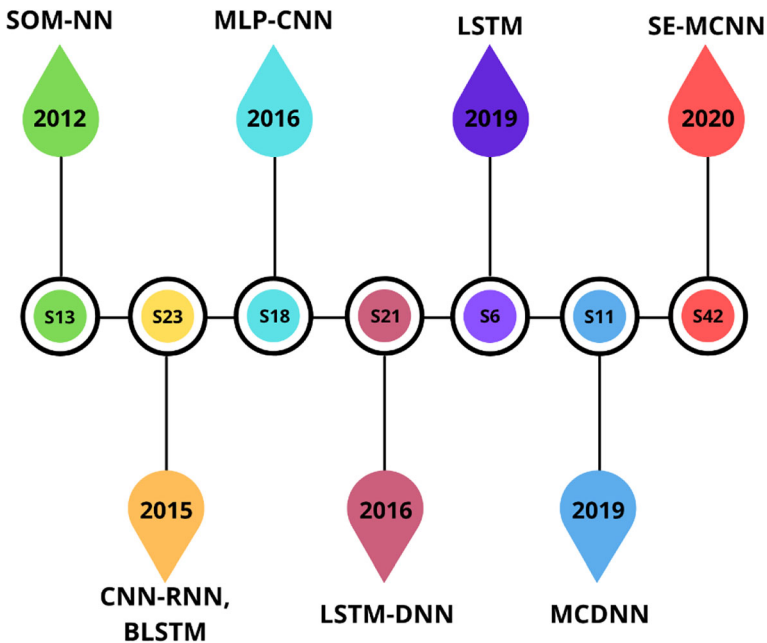 SOM-NN
MLP-CNN
LSTM
SE-MCNN
2012
2016
2019
2020
S13
S23
S18
S21
S6
S11
S42
2015
2016
2019
CNN-RNN,
BLSTM
LSTM-DNN
MCDNN